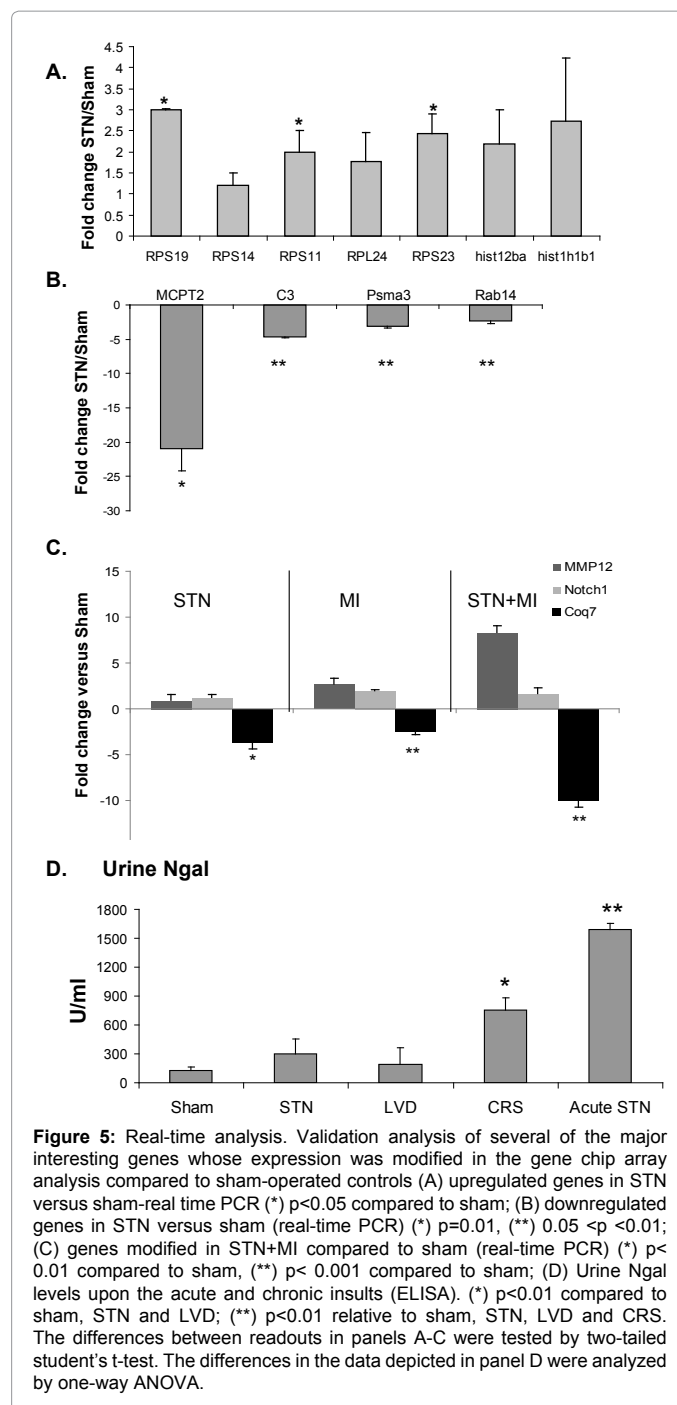 A.
Fold change STN/Sham
4.5
4
3.5
3
2.5
2
1.5
1
0.5
0
*
*
*
RPS19 RPS14 RPS11 RPL24 RPS23 hist12ba hist1h1b1
B.
Fold change STN/Sham
MCPT2 C3 Psma3 Rab14
0
-5
-10
-15
-20
-25
-30
*
**
**
**
C.
Fold change versus Sham
15
10
5
0
-5
-10
MMP12
Notch1
Coq7
STN MI STN+MI
*
**
**
D. Urine Ngal
U/ml
1800
1500
1200
900
600
300
0
*
**
Sham STN LVD CRS Acute STN
Figure 5: Real-time analysis. Validation analysis of several of the major
interesting genes whose expression was modified in the gene chip array
analysis compared to sham-operated controls (A) upregulated genes in STN
versus sham-real time PCR (*) p<0.05 compared to sham; (B) downregulated
genes in STN versus sham (real-time PCR) (*) p=0.01, (**) 0.05 <p <0.01;
(C) genes modified in STN+MI compared to sham (real-time PCR) (*) p<
0.01 compared to sham, (**) p< 0.001 compared to sham; (D) Urine Ngal
levels upon the acute and chronic insults (ELISA). (*) p<0.01 compared to
sham, STN and LVD; (**) p<0.01 relative to sham, STN, LVD and CRS.
The differences between readouts in panels A-C were tested by two-tailed
student's t-test. The differences in the data depicted in panel D were analyzed
by one-way ANOVA.